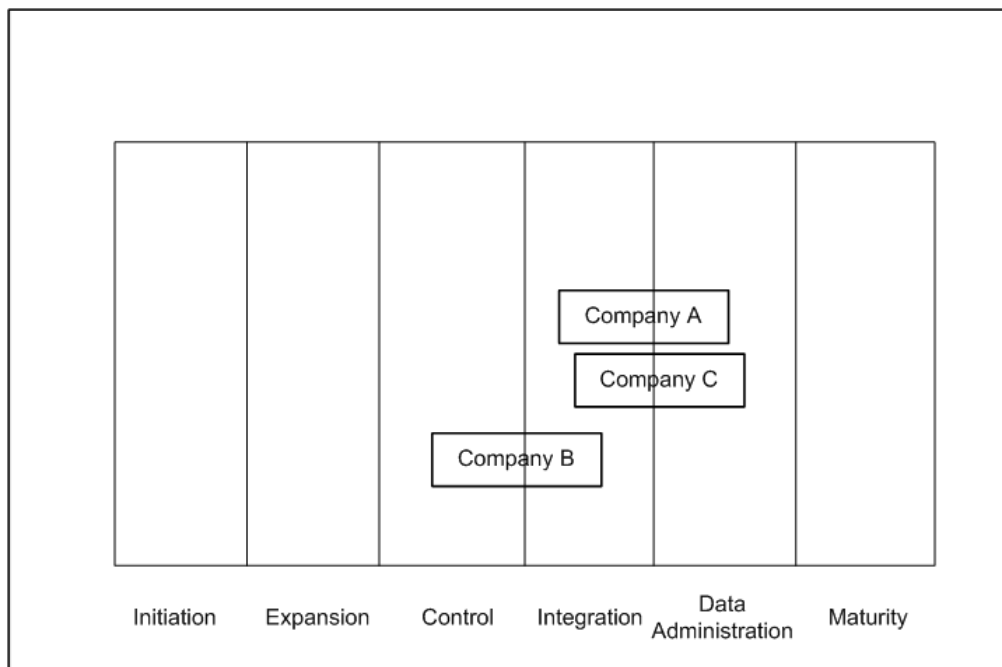 Company A
Company C
Company B
Initiation
Expansion
Control
Integration
Data
Administration
Maturity